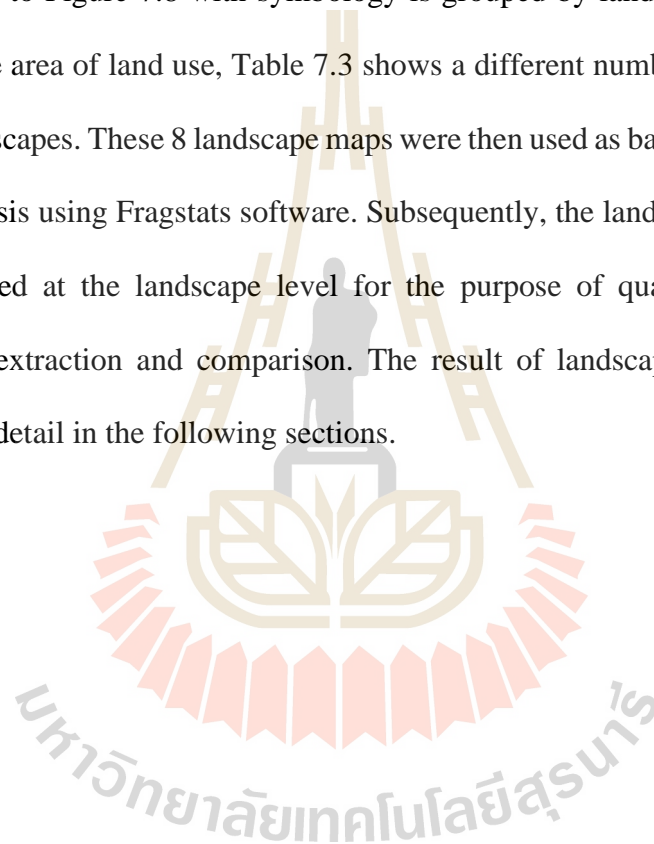 to Figure 7.8 with symbology is grouped by land
area of land use, Table 7.3 shows a different numb
scapes. These 8 landscape maps were then used as ba
sis using Fragstats software. Subsequently, the land
ed at the landscape level for the purpose of qua
extraction and comparison. The result of landscap
detail in the following sections.
มหาวิทยาลัยเทคโนโลยีสุรนารี